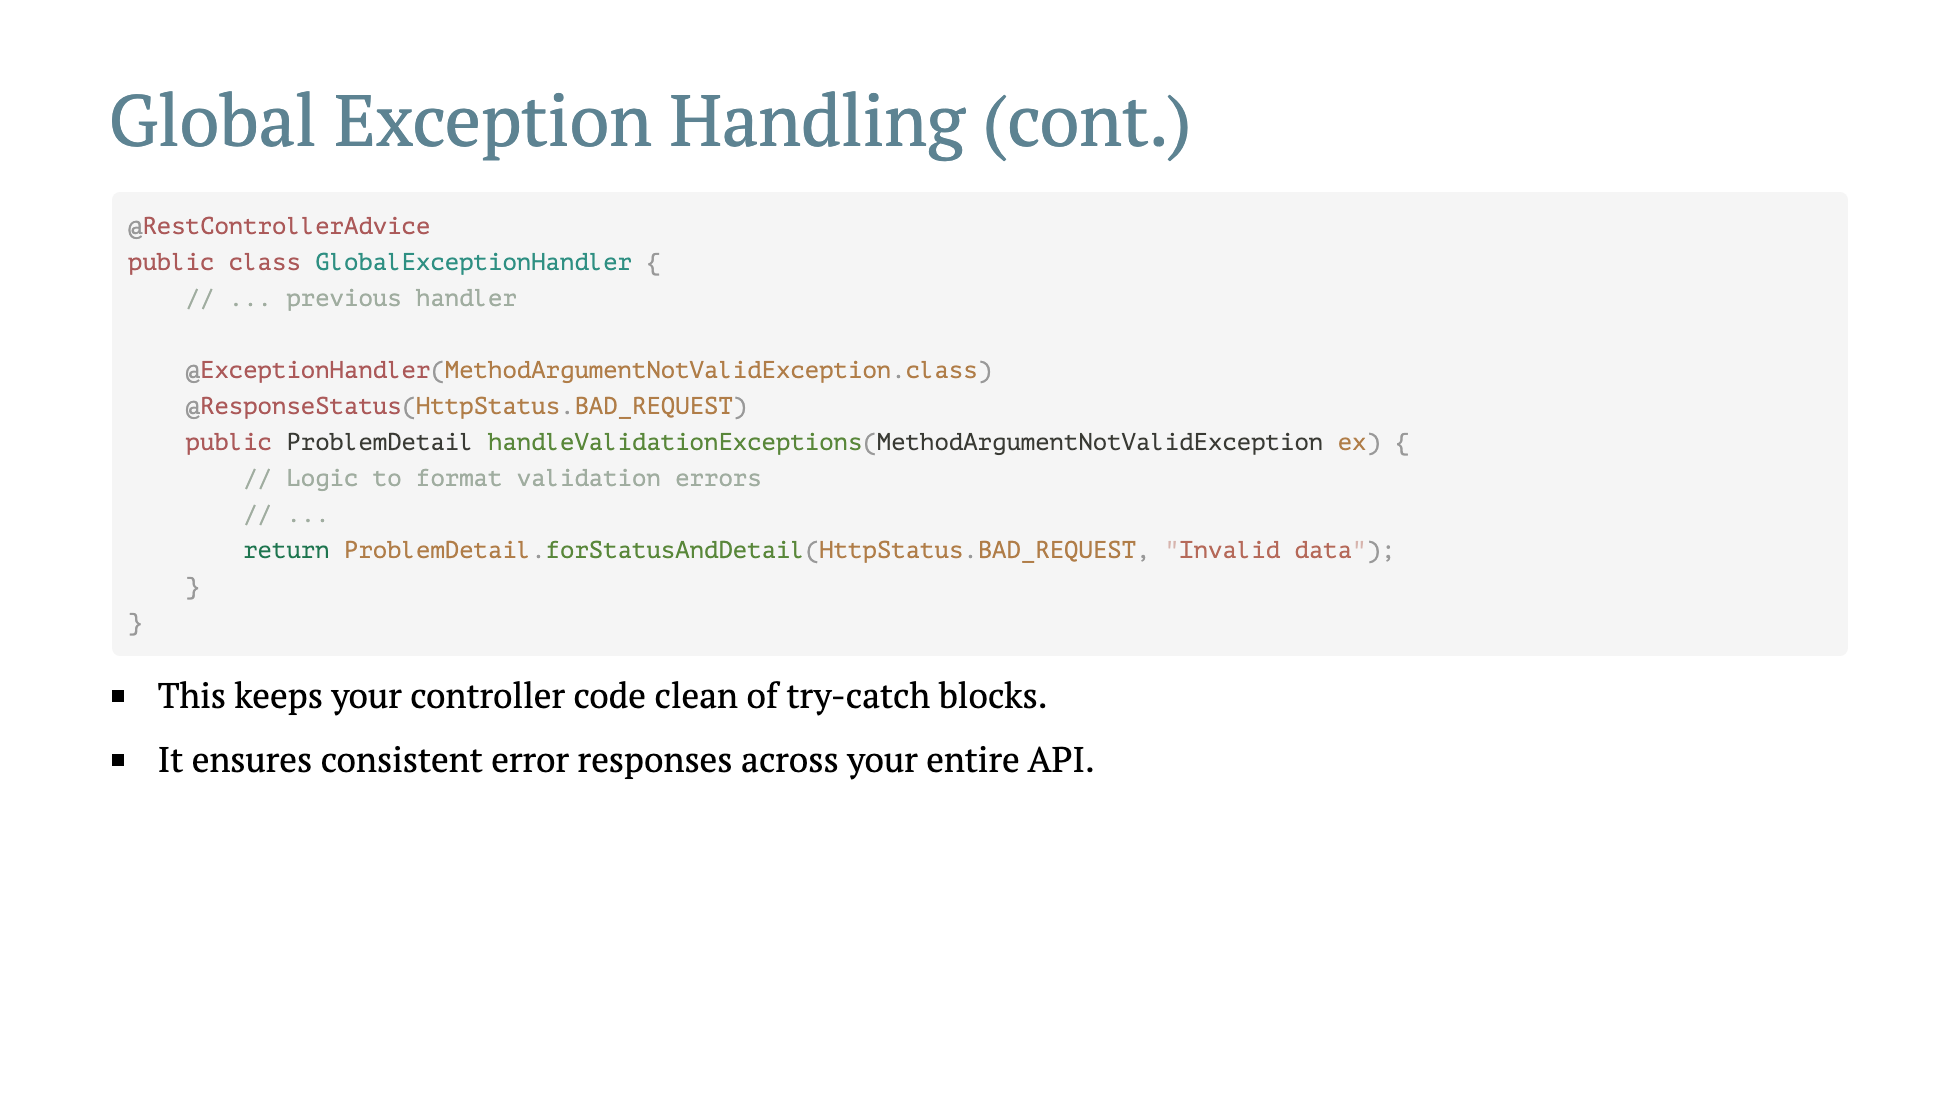 Global Exception Handling (cont.)
@RestControllerAdvice
public class GlobalExceptionHandler {
    // ... previous handler

    @ExceptionHandler(MethodArgumentNotValidException.class)
    @ResponseStatus(HttpStatus.BAD_REQUEST)
    public ProblemDetail handleValidationExceptions(MethodArgumentNotValidException ex) {
        // Logic to format validation errors
        // ...
        return ProblemDetail.forStatusAndDetail(HttpStatus.BAD_REQUEST, "Invalid data");
    }
}
▪ This keeps your controller code clean of try-catch blocks.
▪ It ensures consistent error responses across your entire API.